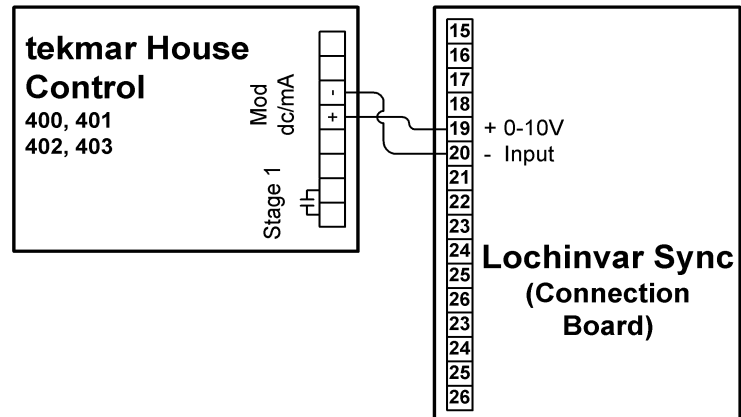 tekmar House
Control
400, 401
402, 403
Mod
dc/mA
-
+
Stage 1
15
16
17
18
19 + 0-10V
20 - Input
21
22
23
24
25
26
23
24
25
26
Lochinvar Sync
(Connection
Board)